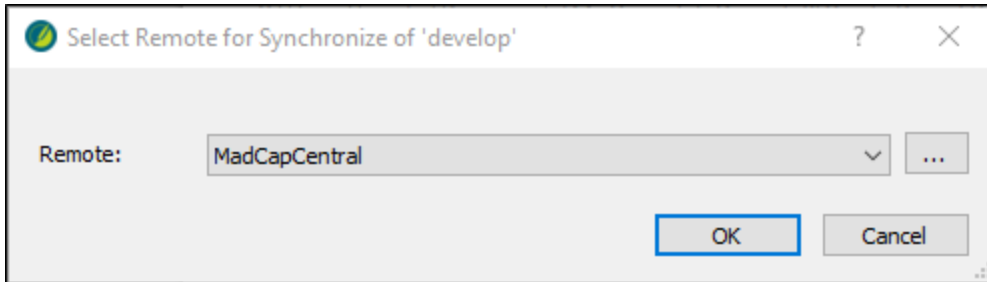 Select Remote for Synchronize of 'develop' ?
Remote: MadCapCentral ...
OK Cancel